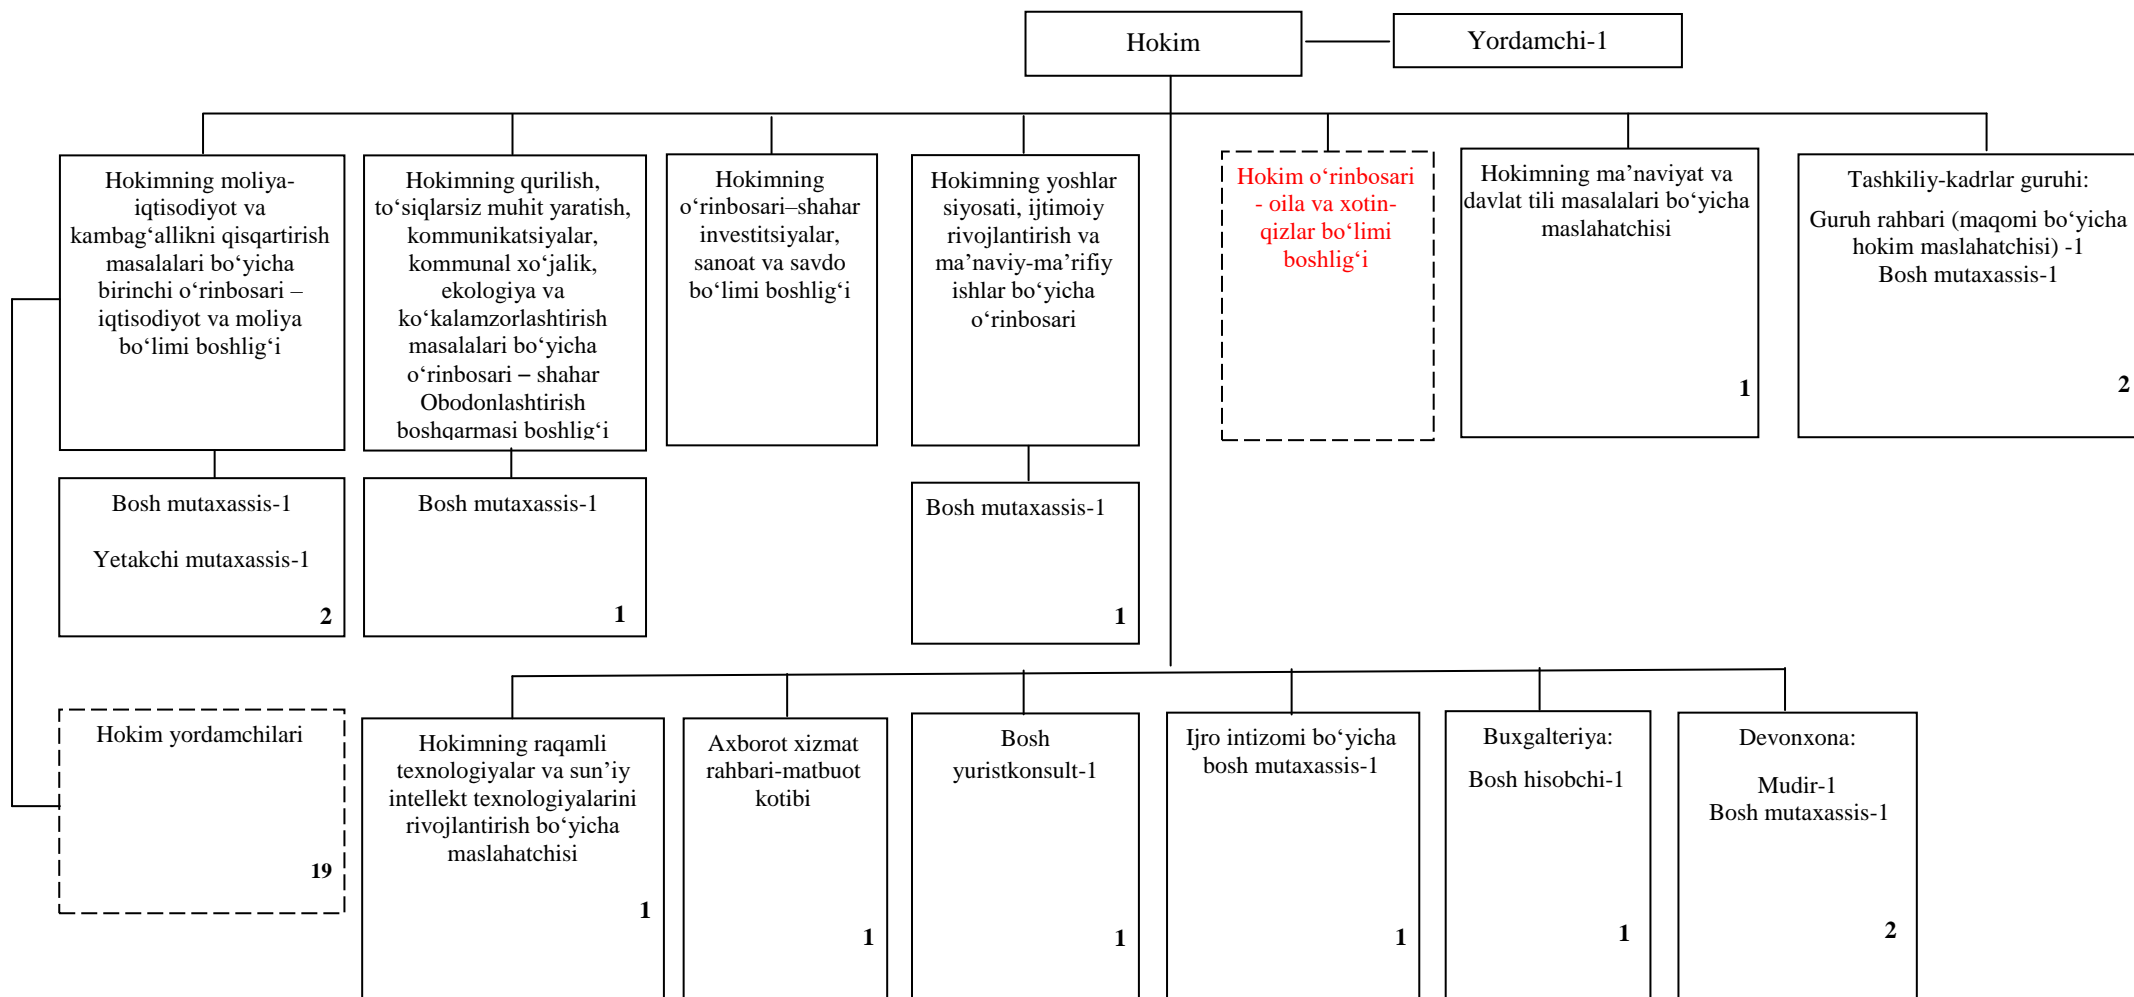 Hokim
Yordamchi-1
Hokimning moliya-
iqtisodiyot va
kambag‘allikni qisqartirish
masalalari bo‘yicha
birinchi o‘rinbosari –
iqtisodiyot va moliya
bo‘limi boshlig‘i
Hokimning qurilish,
to‘siqlarsiz muhit yaratish,
kommunikatsiyalar,
kommunal xo‘jalik,
ekologiya va
ko‘kalamzorlashtirish
masalalari bo‘yicha
o‘rinbosari – shahar
Obodonlashtirish
boshqarmasi boshlig‘i
Hokimning
o‘rinbosari–shahar
investitsiyalar,
sanoat va savdo
bo‘limi boshlig‘i
Hokimning yoshlar
siyosati, ijtimoiy
rivojlantirish va
ma’naviy-ma’rifiy
ishlar bo‘yicha
o‘rinbosari
Hokim o‘rinbosari
- oila va xotin-
qizlar bo‘limi
boshlig‘i
Hokimning ma’naviyat va
davlat tili masalalari bo‘yicha
maslahatchisi
1
Tashkiliy-kadrlar guruhi:
Guruh rahbari (maqomi bo‘yicha
hokim maslahatchisi) -1
Bosh mutaxassis-1
2
Bosh mutaxassis-1
Yetakchi mutaxassis-1
2
Bosh mutaxassis-1
1
Bosh mutaxassis-1
1
Hokim yordamchilari
19
Hokimning raqamli
texnologiyalar va sun’iy
intellekt texnologiyalarini
rivojlantirish bo‘yicha
maslahatchisi
1
Axborot xizmat
rahbari-matbuot
kotibi
1
Bosh
yuristkonsult-1
1
Ijro intizomi bo‘yicha
bosh mutaxassis-1
1
Buxgalteriya:
Bosh hisobchi-1
1
Devonxona:
Mudir-1
Bosh mutaxassis-1
2